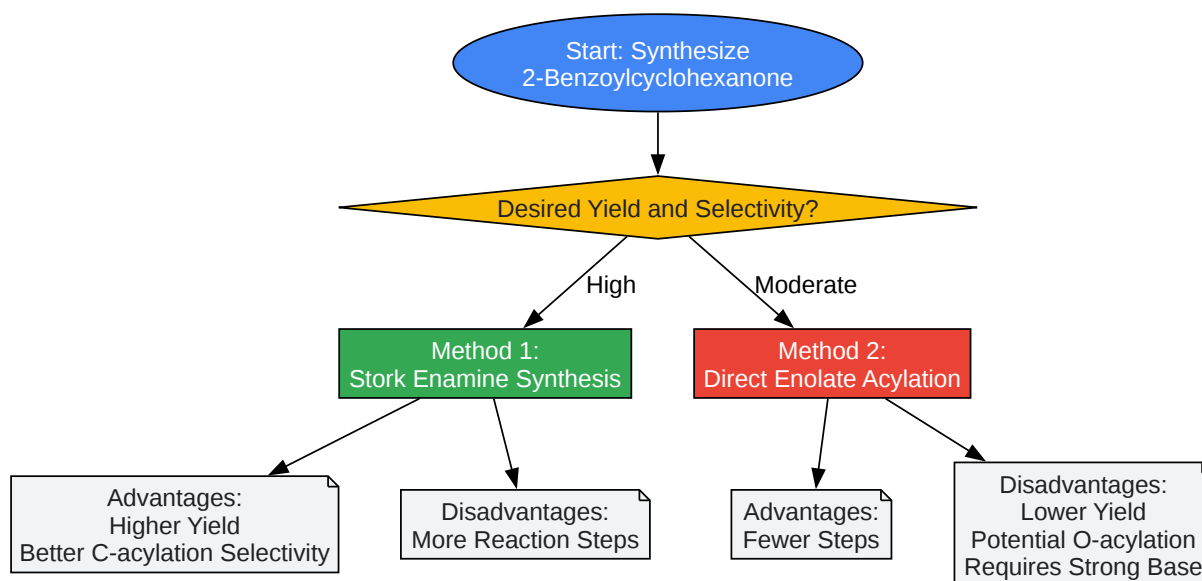 Start: Synthesize
2-Benzoylcyclohexanone
Desired Yield and Selectivity?
High
Moderate
Method 1:
Stork Enamine Synthesis
Method 2:
Direct Enolate Acylation
Advantages:
Higher Yield
Better C-acylation Selectivity
Disadvantages:
More Reaction Steps
Advantages:
Fewer Steps
Disadvantages:
Lower Yield
Potential O-acylation
Requires Strong Base